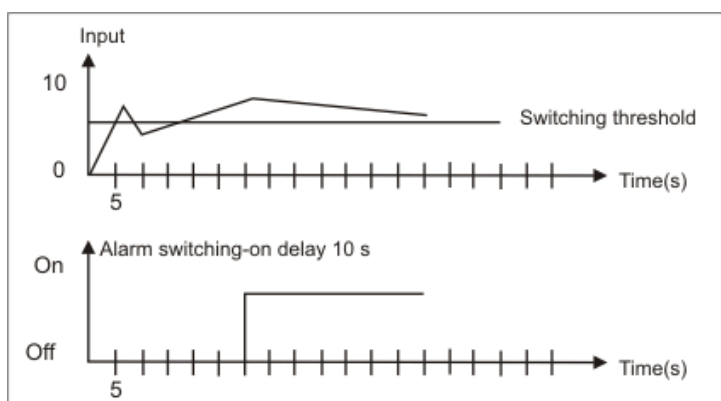 Input
10
Switching threshold
0
Time(s)
5
Alarm switching-on delay 10 s
On
Off
Time(s)
5